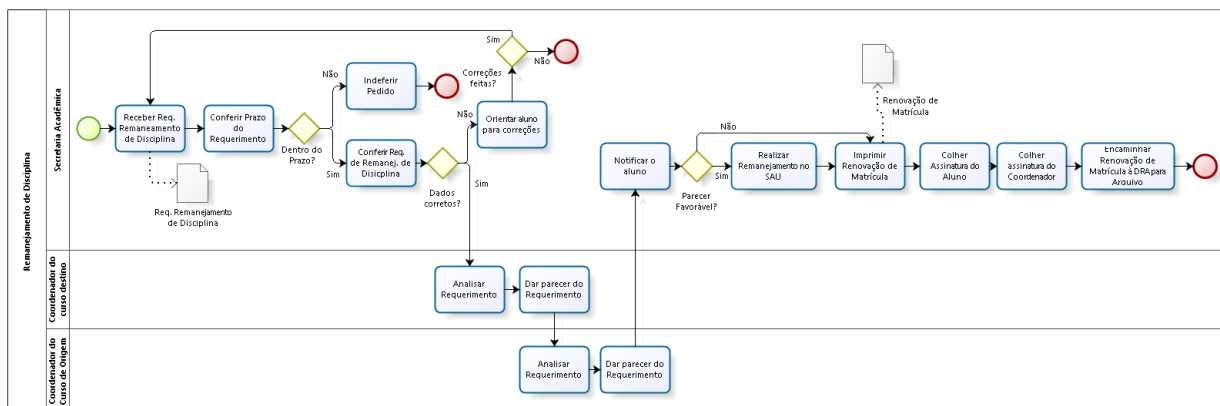 Remanejamento de Disciplina
Secretaria Acadêmica
Receber Req.
Remaneamento
de Disciplina
Req. Remanejamento
de Disciplina
Conferir Prazo
do
Requerimento
Dentro do
Prazo?
Não
Sim
Indeferir
Pedido
Conferir Req.
de Remanej. de
Disicplina
Dados
corretos?
Não
Sim
Orientar aluno
para correções
Correções
feitas?
Sim
Não
Notificar o
aluno
Parecer
Favorável?
Não
Sim
Realizar
Remanejamento no
SAU
Imprimir
Renovação de
Matrícula
Renovação de
Matrícula
Colher
Assinatura do
Aluno
Colher
assinatura do
Coordenador
Encaminhar
Renovação de
Matrícula à DRA para
Arquivo
Coordenador do
curso destino
Analisar
Requerimento
Dar parecer do
Requerimento
Coordenador do
Curso de Origem
Analisar
Requerimento
Dar parecer do
Requerimento